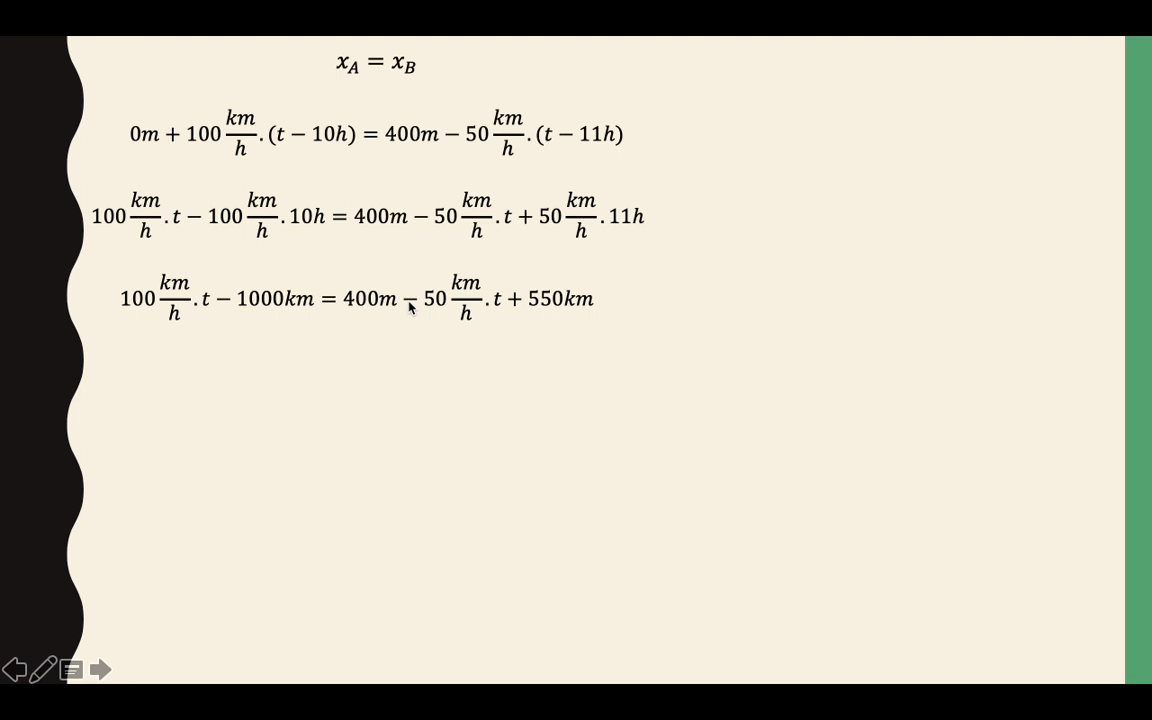 x_A = x_B
0m + 100 km/h . (t − 10h) = 400m − 50 km/h . (t − 11h)
100 km/h . t − 100 km/h . 10h = 400m − 50 km/h . t + 50 km/h . 11h
100 km/h . t − 1000km = 400m − 50 km/h . t + 550km